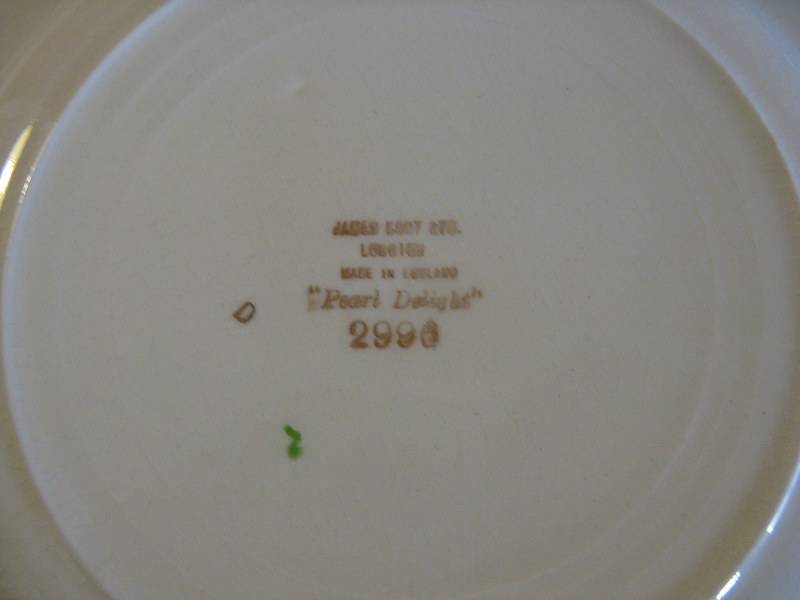 JAMES KENT LTD.
LONGTON
MADE IN ENGLAND
"Pearl Delight"
D
2996